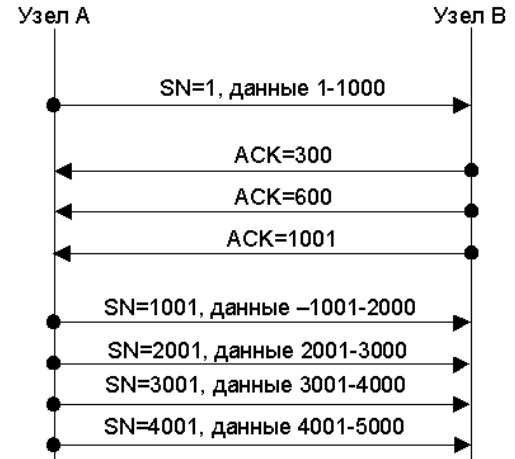 Узел A
Узел B
SN=1, данные 1-1000
ACK=300
ACK=600
ACK=1001
SN=1001, данные –1001-2000
SN=2001, данные 2001-3000
SN=3001, данные 3001-4000
SN=4001, данные 4001-5000